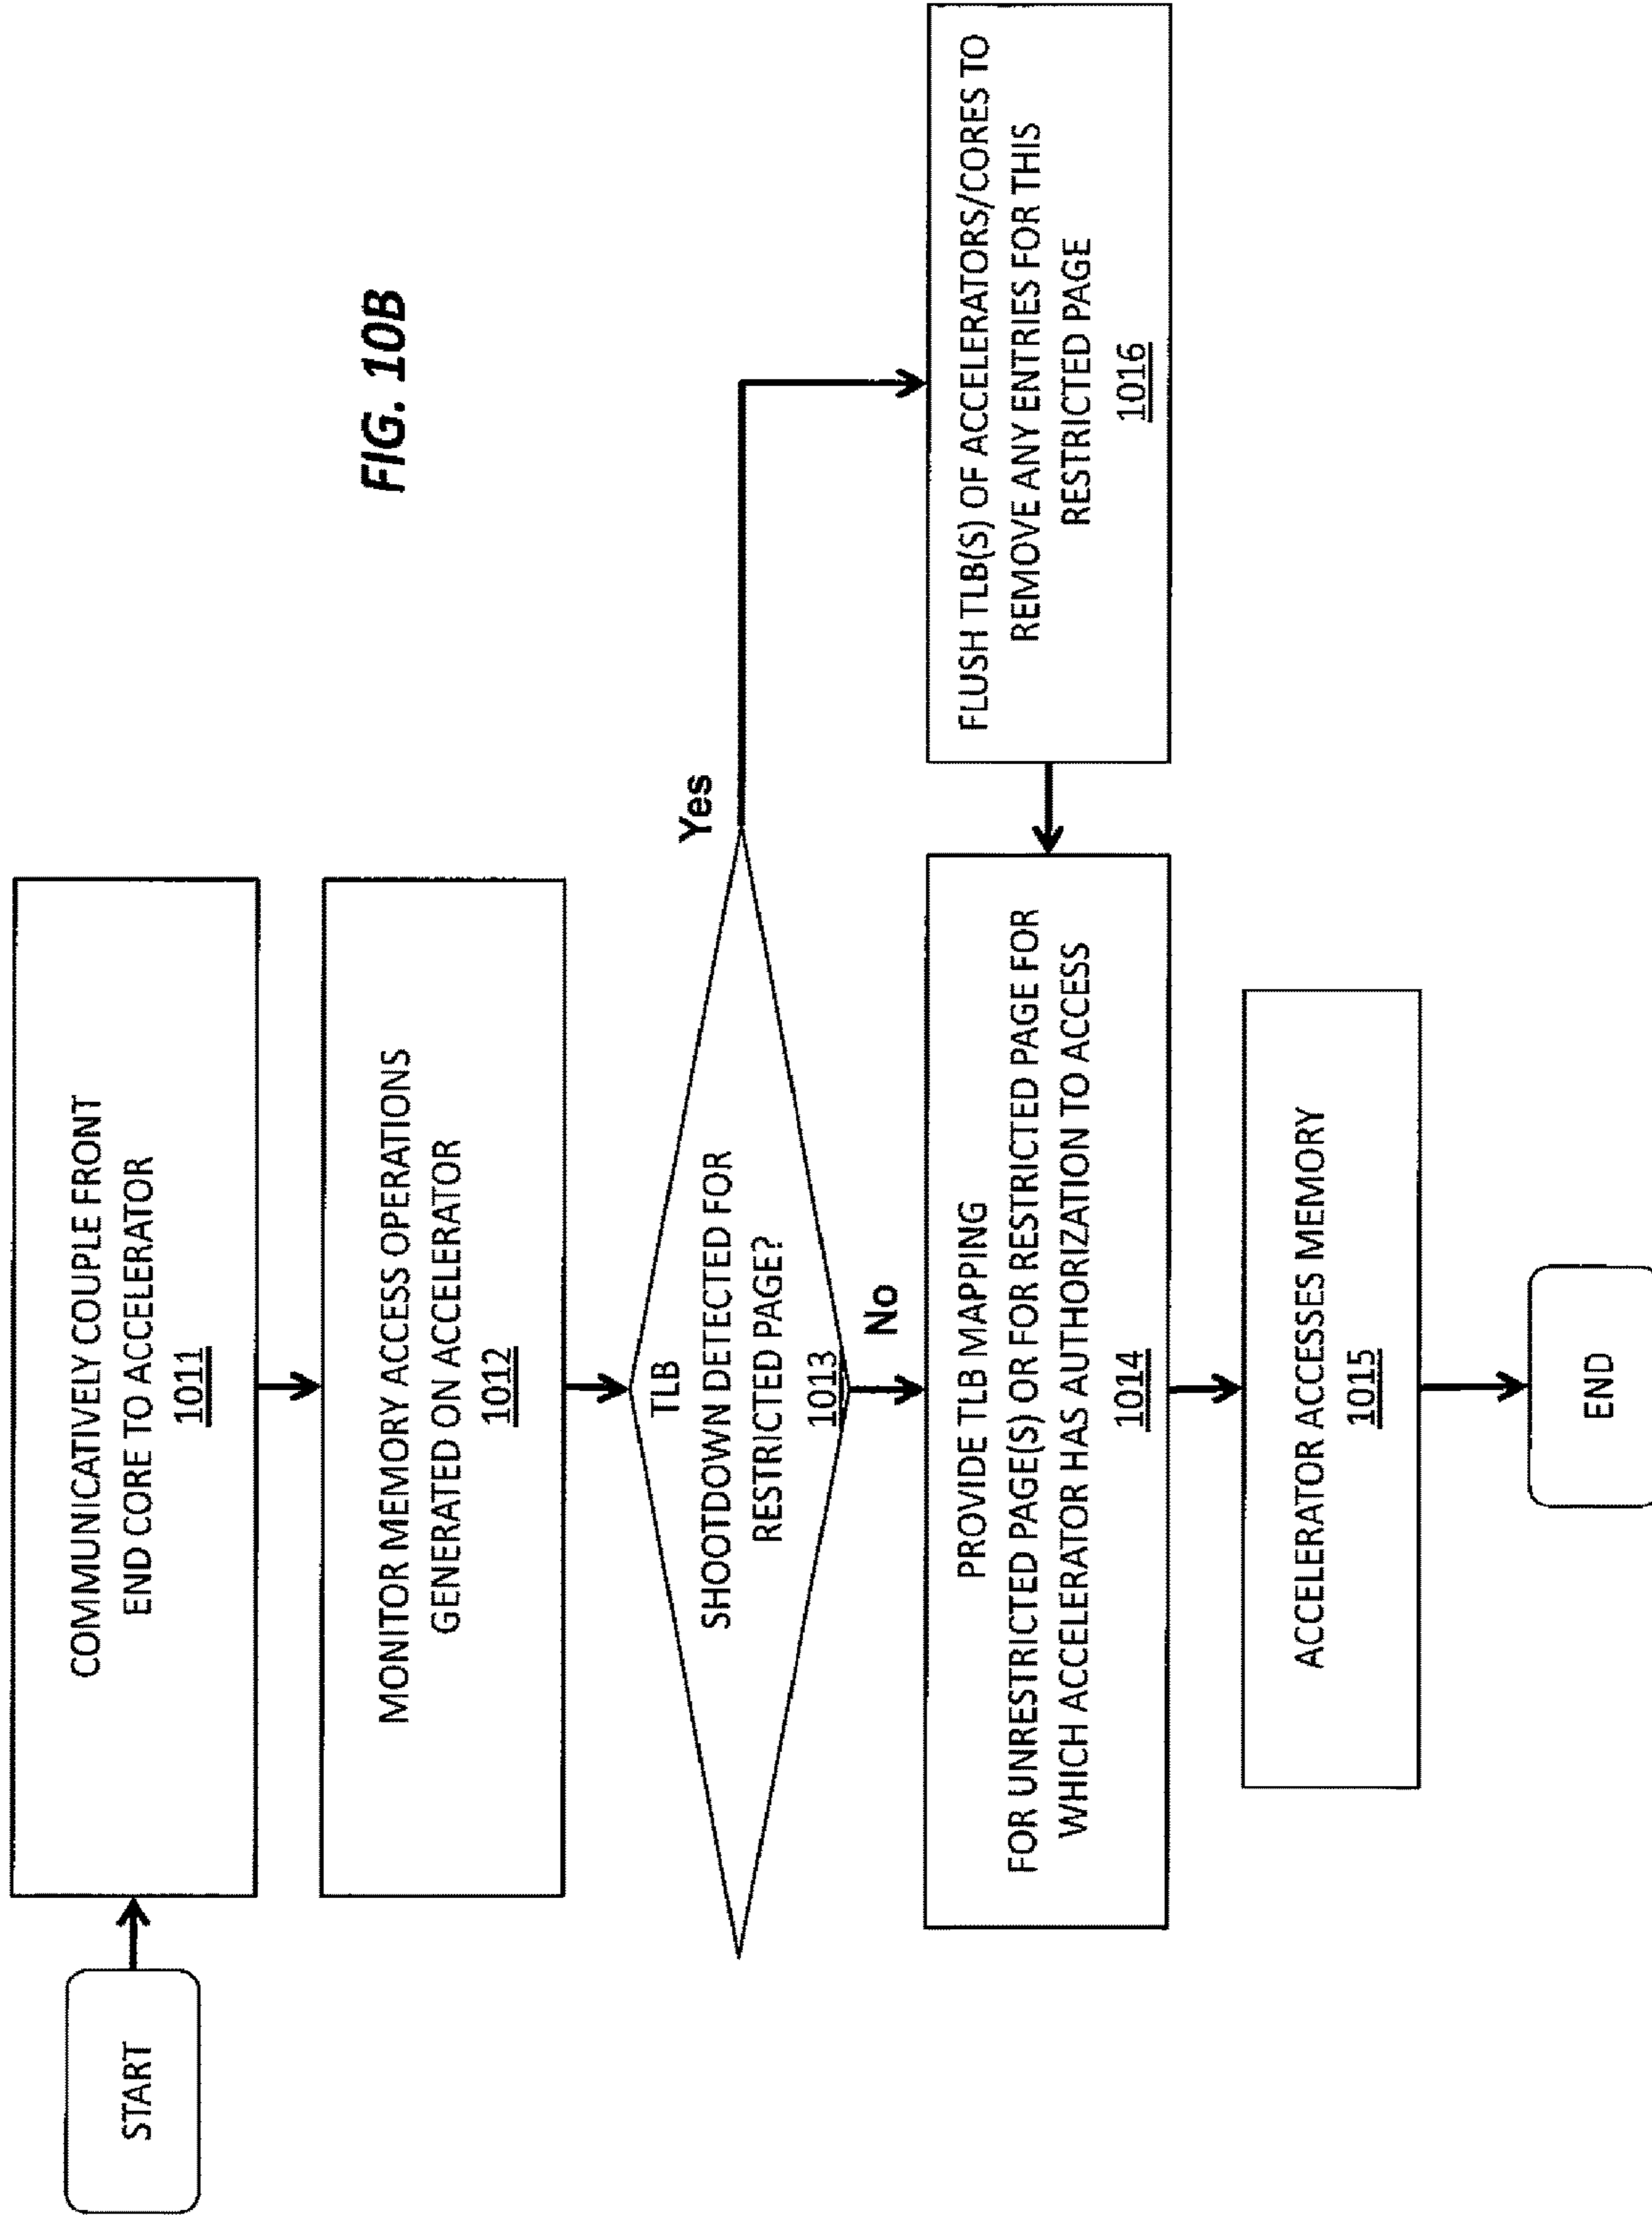 START
COMMUNICATIVELY COUPLE FRONT
END CORE TO ACCELERATOR
1011
MONITOR MEMORY ACCESS OPERATIONS
GENERATED ON ACCELERATOR
1012
FIG. 10B
TLB
SHOOTDOWN DETECTED FOR
RESTRICTED PAGE?
1013
Yes
No
FLUSH TLB(S) OF ACCELERATORS/CORES TO
REMOVE ANY ENTRIES FOR THIS
RESTRICTED PAGE
1016
PROVIDE TLB MAPPING
FOR UNRESTRICTED PAGE(S) OR FOR RESTRICTED PAGE FOR
WHICH ACCELERATOR HAS AUTHORIZATION TO ACCESS
1014
ACCELERATOR ACCESSES MEMORY
1015
END